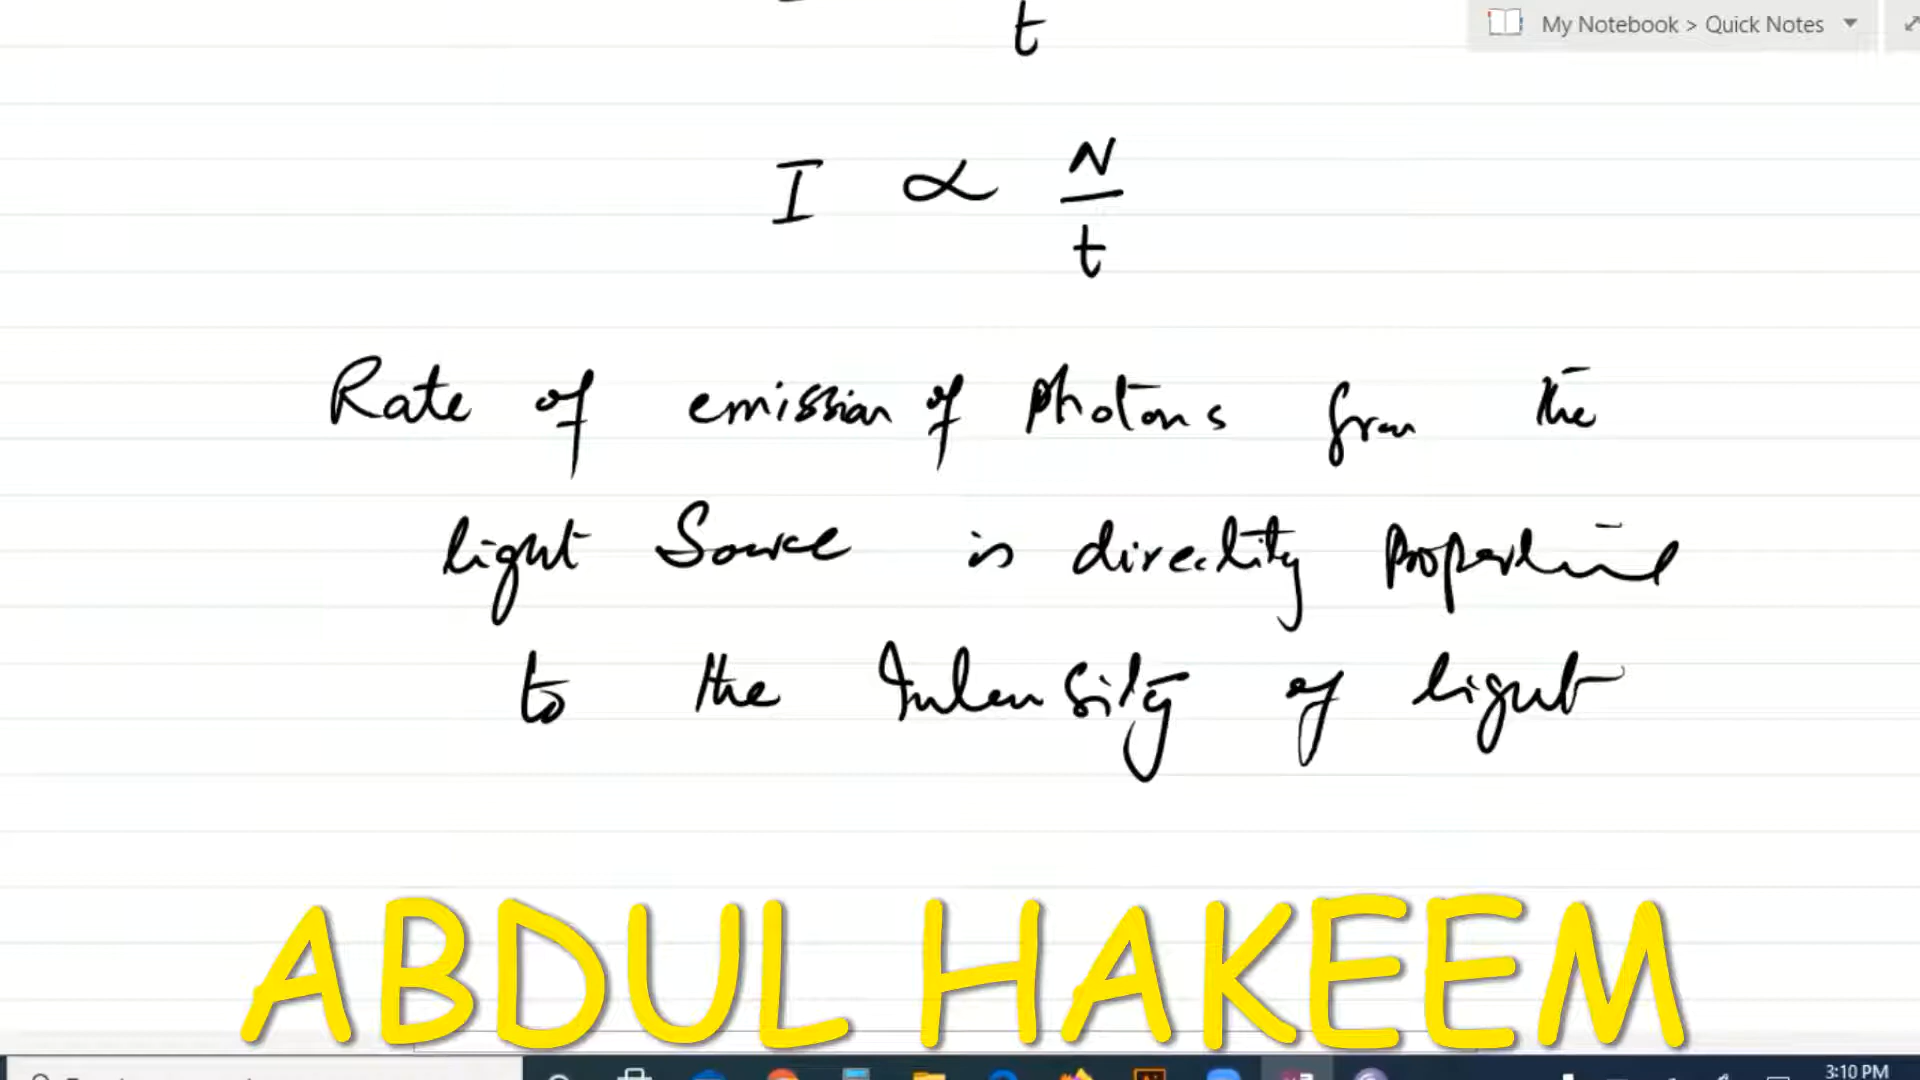 t
My Notebook > Quick Notes
I ∝ N/t
Rate of emission of photons from the
light Source is directlity proportional
to the Intensity of light
ABDUL HAKEEM
3:10 PM